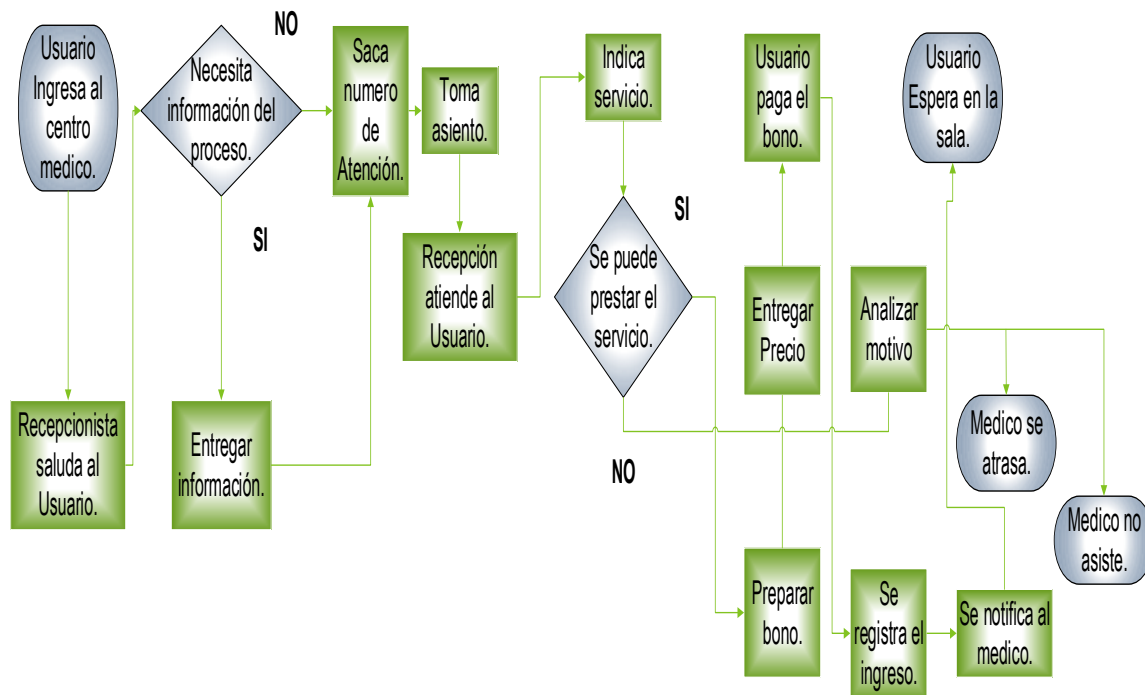 Usuario
Ingresa al
centro
medico.
Necesita
información del
proceso.
NO
SI
Saca
numero
de
Atención.
Toma
asiento.
Recepción
atiende al
Usuario.
Indica
servicio.
Se puede
prestar el
servicio.
SI
NO
Usuario
paga el
bono.
Entregar
Precio
Analizar
motivo
Usuario
Espera en la
sala.
Medico se
atrasa.
Medico no
asiste.
Recepcionista
saluda al
Usuario.
Entregar
información.
Preparar
bono.
Se
registra el
ingreso.
Se notifica al
medico.